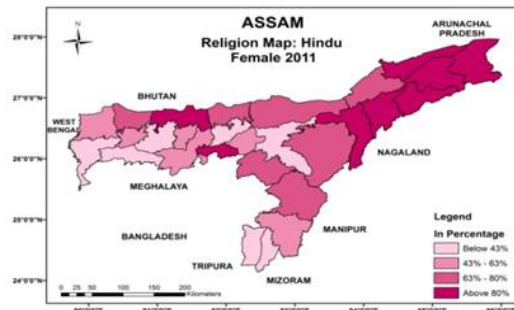 ASSAM
Religion Map: Hindu
Female 2011
ARUNACHAL
PRADESH
N
28°0'0"N
27°0'0"N
26°0'0"N
25°0'0"N
24°0'0"N
BHUTAN
WEST
BENGAL
NAGALAND
MEGHALAYA
BANGLADESH
MANIPUR
TRIPURA
MIZORAM
Legend
In Percentage
Below 43%
43% - 63%
63% - 80%
Above 80%
0 25 50 100 150 200
Kilometers